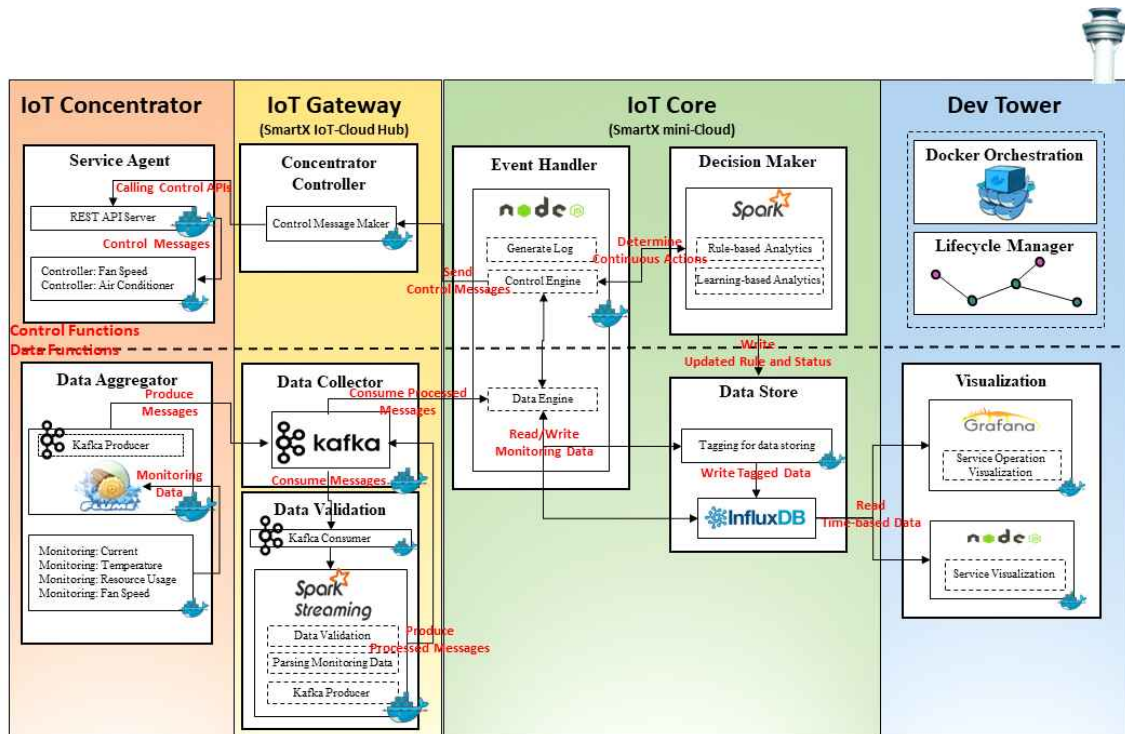 IoT Concentrator
Service Agent
Calling Control APIs
REST API Server
Control Messages
Controller: Fan Speed
Controller: Air Conditioner
Control Functions
Data Functions
Data Aggregator
Produce
Messages
Kafka Producer
Monitoring
Data
flume
Monitoring: Current
Monitoring: Temperature
Monitoring: Resource Usage
Monitoring: Fan Speed
IoT Gateway
(SmartX IoT-Cloud Hub)
Concentrator
Controller
Control Message Maker
Send
Control Messages
Data Collector
Consume Processed
Messages
kafka
Consume Messages
Data Validation
Kafka Consumer
Spark
Streaming
Data Validation
Parsing Monitoring Data
Kafka Producer
Produce
Processed Messages
IoT Core
(SmartX mini-Cloud)
Event Handler
node JS
Generate Log
Control Engine
Data Engine
Determine
Continuous Actions
Read/Write
Monitoring Data
Decision Maker
Spark
Rule-based Analytics
Learning-based Analytics
Write
Updated Rule and Status
Data Store
Tagging for data storing
Write Tagged Data
InfluxDB
Read
Time-based Data
Dev Tower
Docker Orchestration
Lifecycle Manager
Visualization
Grafana
Service Operation
Visualization
node JS
Service Visualization